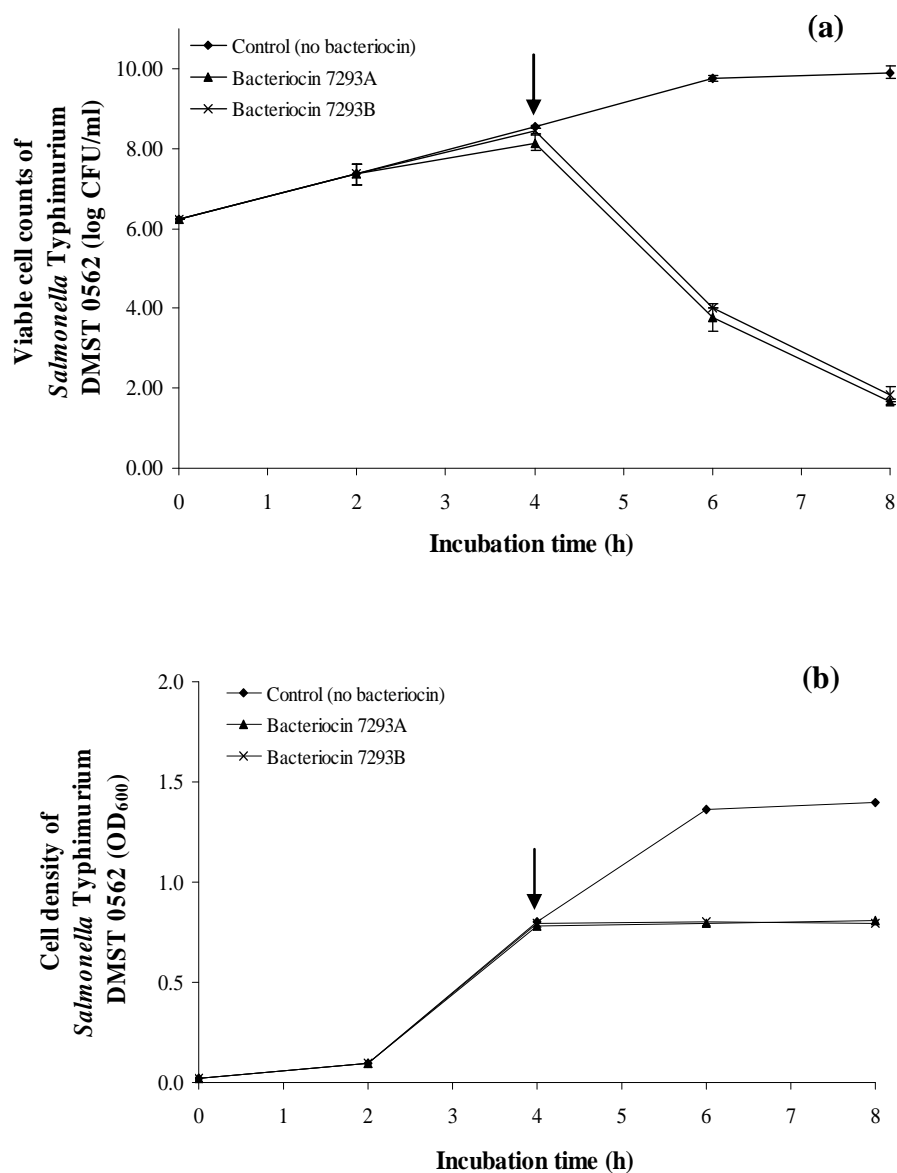 (a)
Control (no bacteriocin)
Bacteriocin 7293A
Bacteriocin 7293B
10.00
8.00
6.00
4.00
2.00
0.00
Viable cell counts of
Salmonella Typhimurium
DMST 0562 (log CFU/ml)
0 1 2 3 4 5 6 7 8
Incubation time (h)
(b)
Control (no bacteriocin)
Bacteriocin 7293A
Bacteriocin 7293B
2.0
1.5
1.0
0.5
0.0
Cell density of
Salmonella Typhimurium
DMST 0562 (OD₆₀₀)
0 1 2 3 4 5 6 7 8
Incubation time (h)